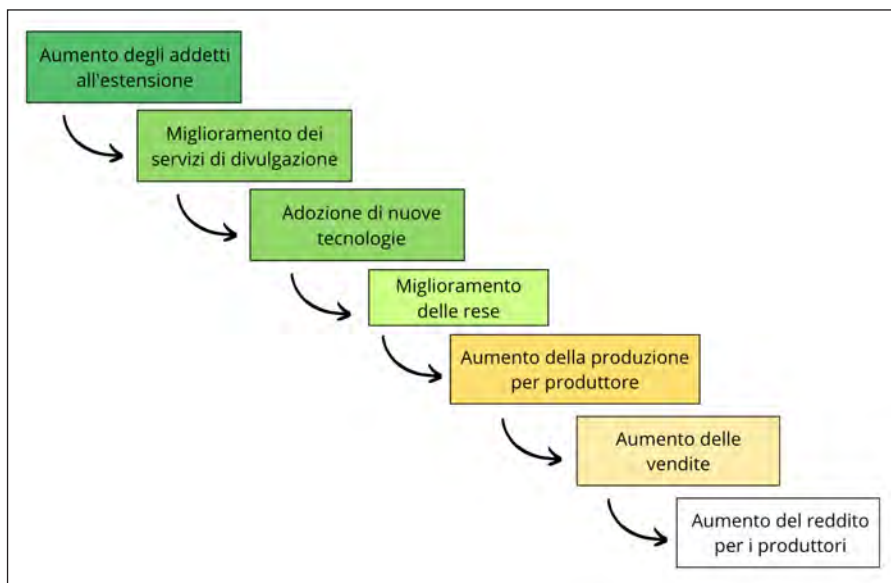 Aumento degli addetti
all'estensione
Miglioramento dei
servizi di divulgazione
Adozione di nuove
tecnologie
Miglioramento
delle rese
Aumento della produzione
per produttore
Aumento delle
vendite
Aumento del reddito
per i produttori